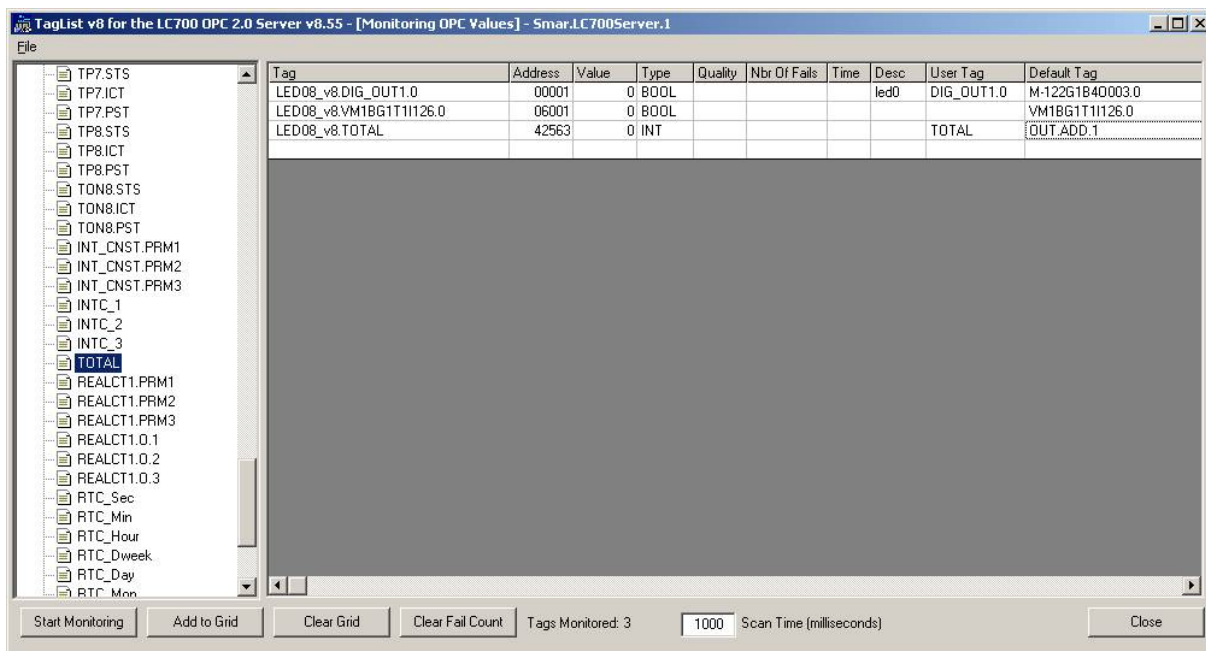 TagList v8 for the LC700 OPC 2.0 Server v8.55 - [Monitoring OPC Values] - Smar.LC700Server.1
File
TP7.STS
TP7.ICT
TP7.PST
TP8.STS
TP8.ICT
TP8.PST
TON8.STS
TON8.ICT
TON8.PST
INT_CNST.PRM1
INT_CNST.PRM2
INT_CNST.PRM3
INTC_1
INTC_2
INTC_3
TOTAL
REALCT1.PRM1
REALCT1.PRM2
REALCT1.PRM3
REALCT1.O.1
REALCT1.O.2
REALCT1.O.3
RTC_Sec
RTC_Min
RTC_Hour
RTC_Dweek
RTC_Day
RTC_Mon
Tag Address Value Type Quality Nbr Of Fails Time Desc User Tag Default Tag
LED08_v8.DIG_OUT1.0 00001 0 BOOL led0 DIG_OUT1.0 M-122G1B4O003.0
LED08_v8.VM1BG1T1I1126.0 06001 0 BOOL VM1BG1T1I1126.0
LED08_v8.TOTAL 42563 0 INT TOTAL OUT.ADD.1
Start Monitoring Add to Grid Clear Grid Clear Fail Count Tags Monitored: 3 1000 Scan Time (milliseconds) Close